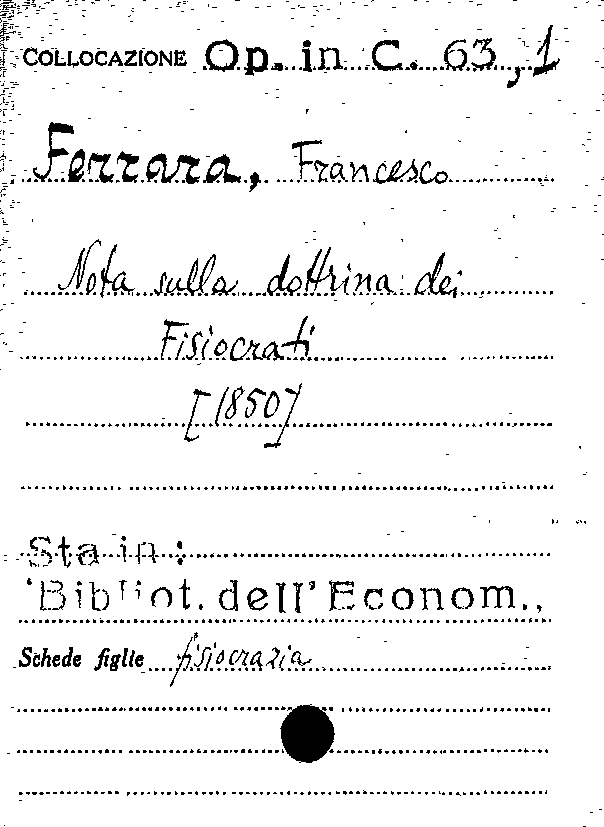 COLLOCAZIONE Op. in C. 63,1
Ferrara, Francesco
Nota sulla dottrina dei
Fisiocrati
[1850]
Sta in:
'Bibliot. dell'Econom.,
Schede figlie fisiocrazia